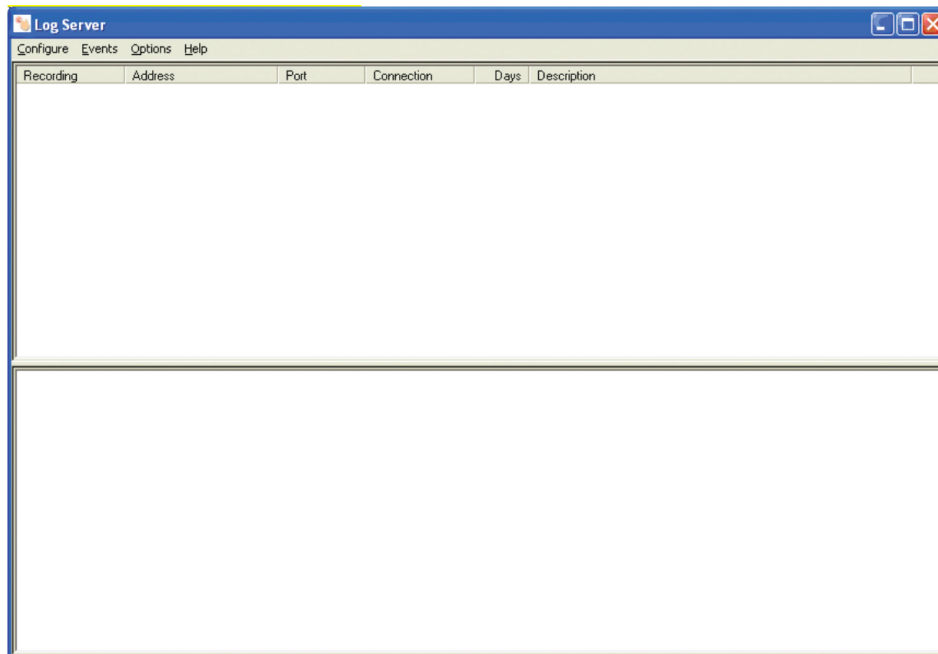 Log Server
Configure Events Options Help
Recording Address Port Connection Days Description